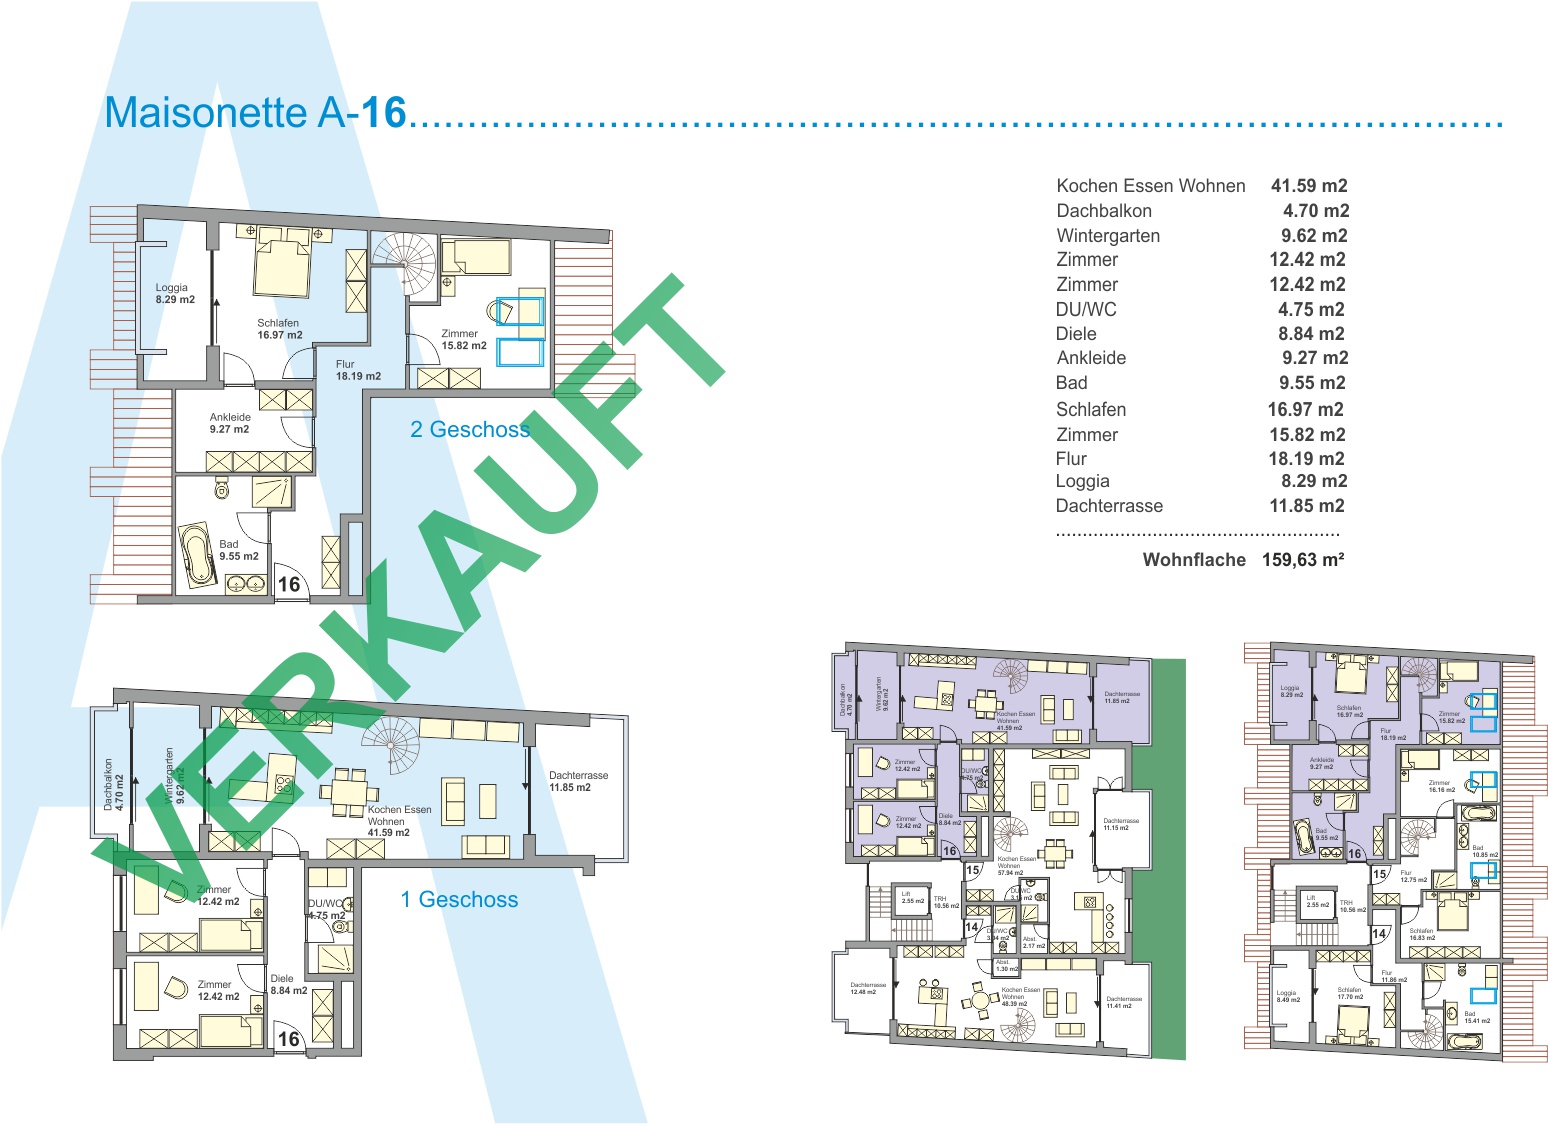 Maisonette A-16
Kochen Essen Wohnen 41.59 m2
Dachbalkon 4.70 m2
Wintergarten 9.62 m2
Zimmer 12.42 m2
Zimmer 12.42 m2
DU/WC 4.75 m2
Diele 8.84 m2
Ankleide 9.27 m2
Bad 9.55 m2
Schlafen 16.97 m2
Zimmer 15.82 m2
Flur 18.19 m2
Loggia 8.29 m2
Dachterrasse 11.85 m2
Wohnflache 159,63 m²
Loggia
8.29 m2
Schlafen
16.97 m2
Zimmer
15.82 m2
Flur
18.19 m2
Ankleide
9.27 m2
2 Geschoss
Bad
9.55 m2
16
VERKAUFT
Dachbalkon
4.70 m2
Wintergarten
9.62 m2
Kochen Essen
Wohnen
41.59 m2
Dachterrasse
11.85 m2
1 Geschoss
Zimmer
12.42 m2
DU/WC
4.75 m2
Zimmer
12.42 m2
Diele
8.84 m2
16
Dachbalkon
4.70 m2
Wintergarten
9.62 m2
Kochen Essen
Wohnen
41.59 m2
Dachterrasse
11.85 m2
Zimmer
12.42 m2
DU/WC
4.75 m2
Zimmer
12.42 m2
Diele
8.84 m2
16
Dachterrasse
11.15 m2
Kochen Essen
Wohnen
57.94 m2
15
Lift
2.55 m2
TRH
10.56 m2
DU/WC
14
DU/WC
3.04 m2
Abst.
2.17 m2
Abst.
1.30 m2
Dachterrasse
12.48 m2
Kochen Essen
Wohnen
48.39 m2
Dachterrasse
11.41 m2
Loggia
8.29 m2
Schlafen
16.97 m2
Zimmer
15.82 m2
Flur
18.19 m2
Ankleide
9.27 m2
Zimmer
16.16 m2
Bad
9.55 m2
16
Bad
10.85 m2
15
Flur
12.75 m2
Lift
2.55 m2
TRH
10.56 m2
14
Schlafen
16.83 m2
Loggia
8.49 m2
Schlafen
17.70 m2
Flur
11.86 m2
Bad
15.41 m2